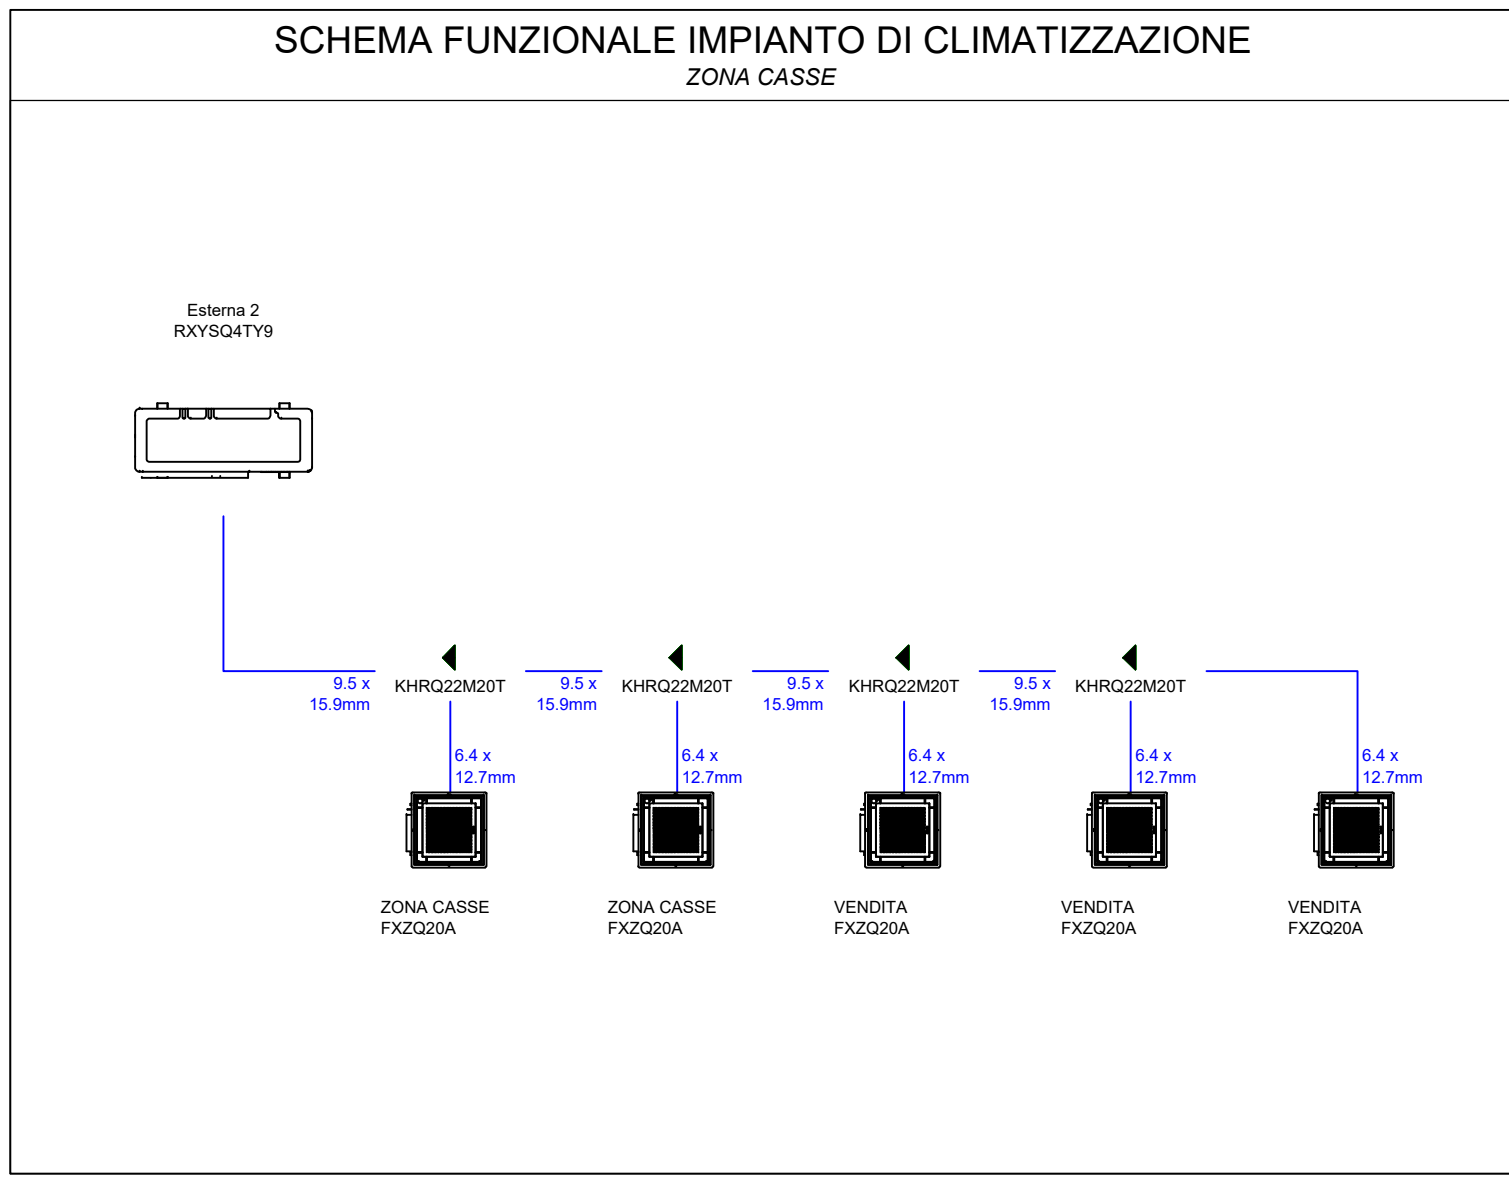 SCHEMA FUNZIONALE IMPIANTO DI CLIMATIZZAZIONE
ZONA CASSE
Esterna 2
RXYSQ4TY9
9.5 x
15.9mm
KHRQ22M20T
9.5 x
15.9mm
KHRQ22M20T
9.5 x
15.9mm
KHRQ22M20T
9.5 x
15.9mm
KHRQ22M20T
6.4 x
12.7mm
6.4 x
12.7mm
6.4 x
12.7mm
6.4 x
12.7mm
6.4 x
12.7mm
ZONA CASSE
FXZQ20A
ZONA CASSE
FXZQ20A
VENDITA
FXZQ20A
VENDITA
FXZQ20A
VENDITA
FXZQ20A